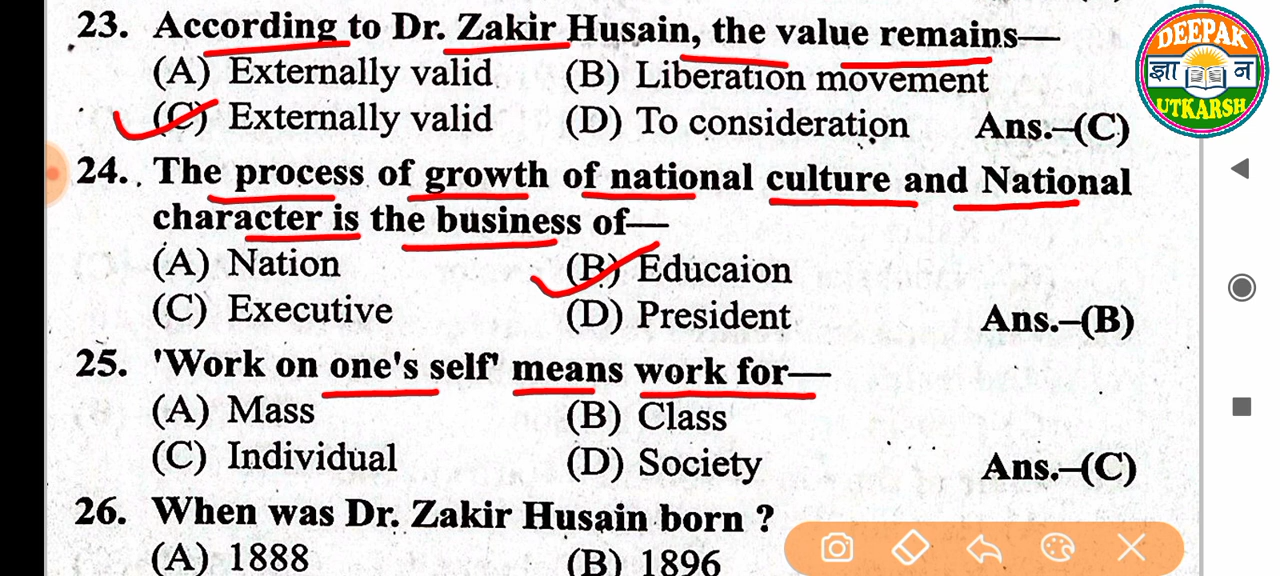 23. According to Dr. Zakir Husain, the value remains—
(A) Externally valid (B) Liberation movement
(C) Externally valid (D) To consideration Ans.–(C)
24. The process of growth of national culture and National
character is the business of—
(A) Nation (B) Educaion
(C) Executive (D) President Ans.–(B)
25. 'Work on one's self' means work for—
(A) Mass (B) Class
(C) Individual (D) Society Ans.–(C)
26. When was Dr. Zakir Husain born ?
(A) 1888 (B) 1896
DEEPAK
ज्ञा न
UTKARSH